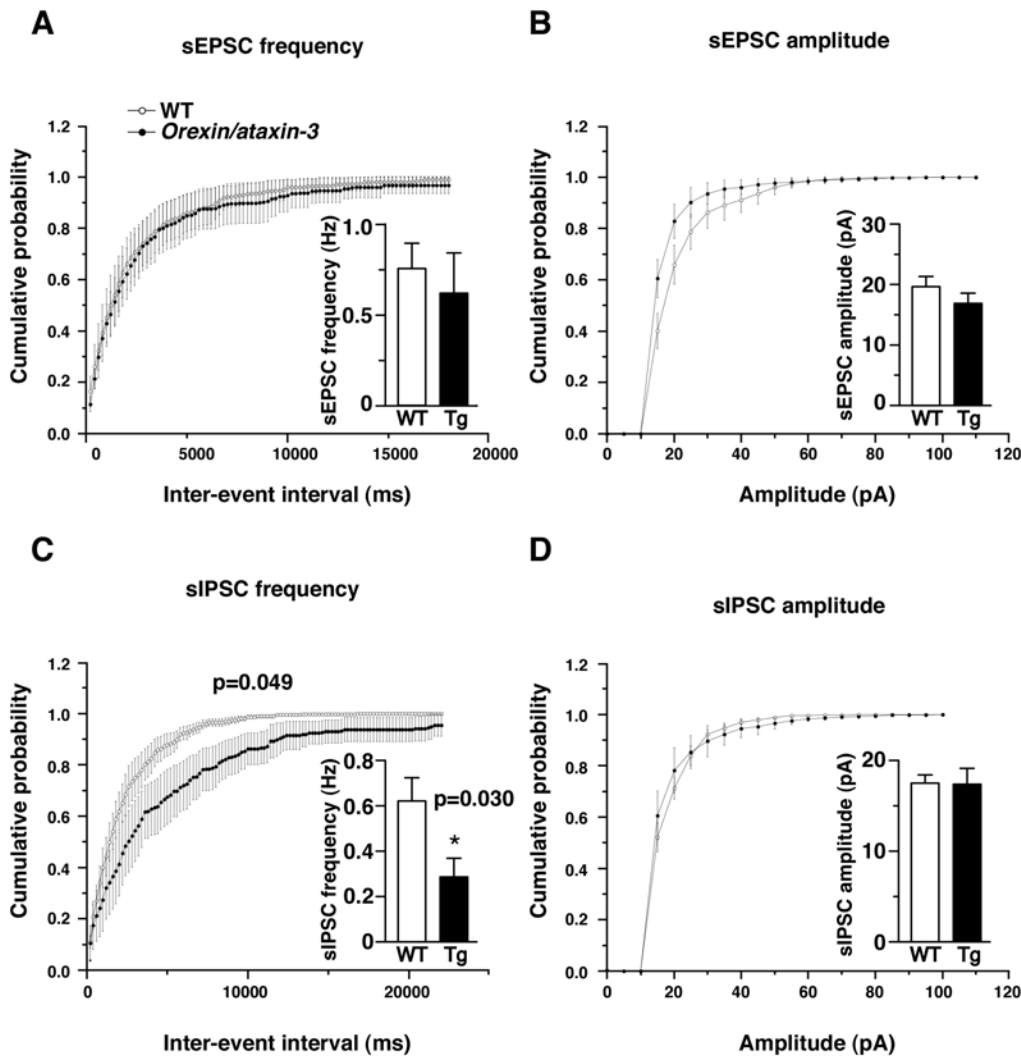 A
sEPSC frequency
WT
Orexin/ataxin-3
Cumulative probability
1.2
1.0
0.8
0.6
0.4
0.2
0.0
0
5000
10000
15000
20000
Inter-event interval (ms)
sEPSC frequency (Hz)
1.0
0.5
0
WT Tg
B
sEPSC amplitude
Cumulative probability
1.2
1.0
0.8
0.6
0.4
0.2
0.0
0
20
40
60
80
100
120
Amplitude (pA)
sEPSC amplitude (pA)
30
20
10
0
WT Tg
C
sIPSC frequency
p=0.049
Cumulative probability
1.2
1.0
0.8
0.6
0.4
0.2
0.0
0
10000
20000
Inter-event interval (ms)
sIPSC frequency (Hz)
0.8
0.6
0.4
0.2
0
p=0.030
*
WT Tg
D
sIPSC amplitude
Cumulative probability
1.2
1.0
0.8
0.6
0.4
0.2
0.0
0
20
40
60
80
100
120
Amplitude (pA)
sIPSC amplitude (pA)
20
10
0
WT Tg